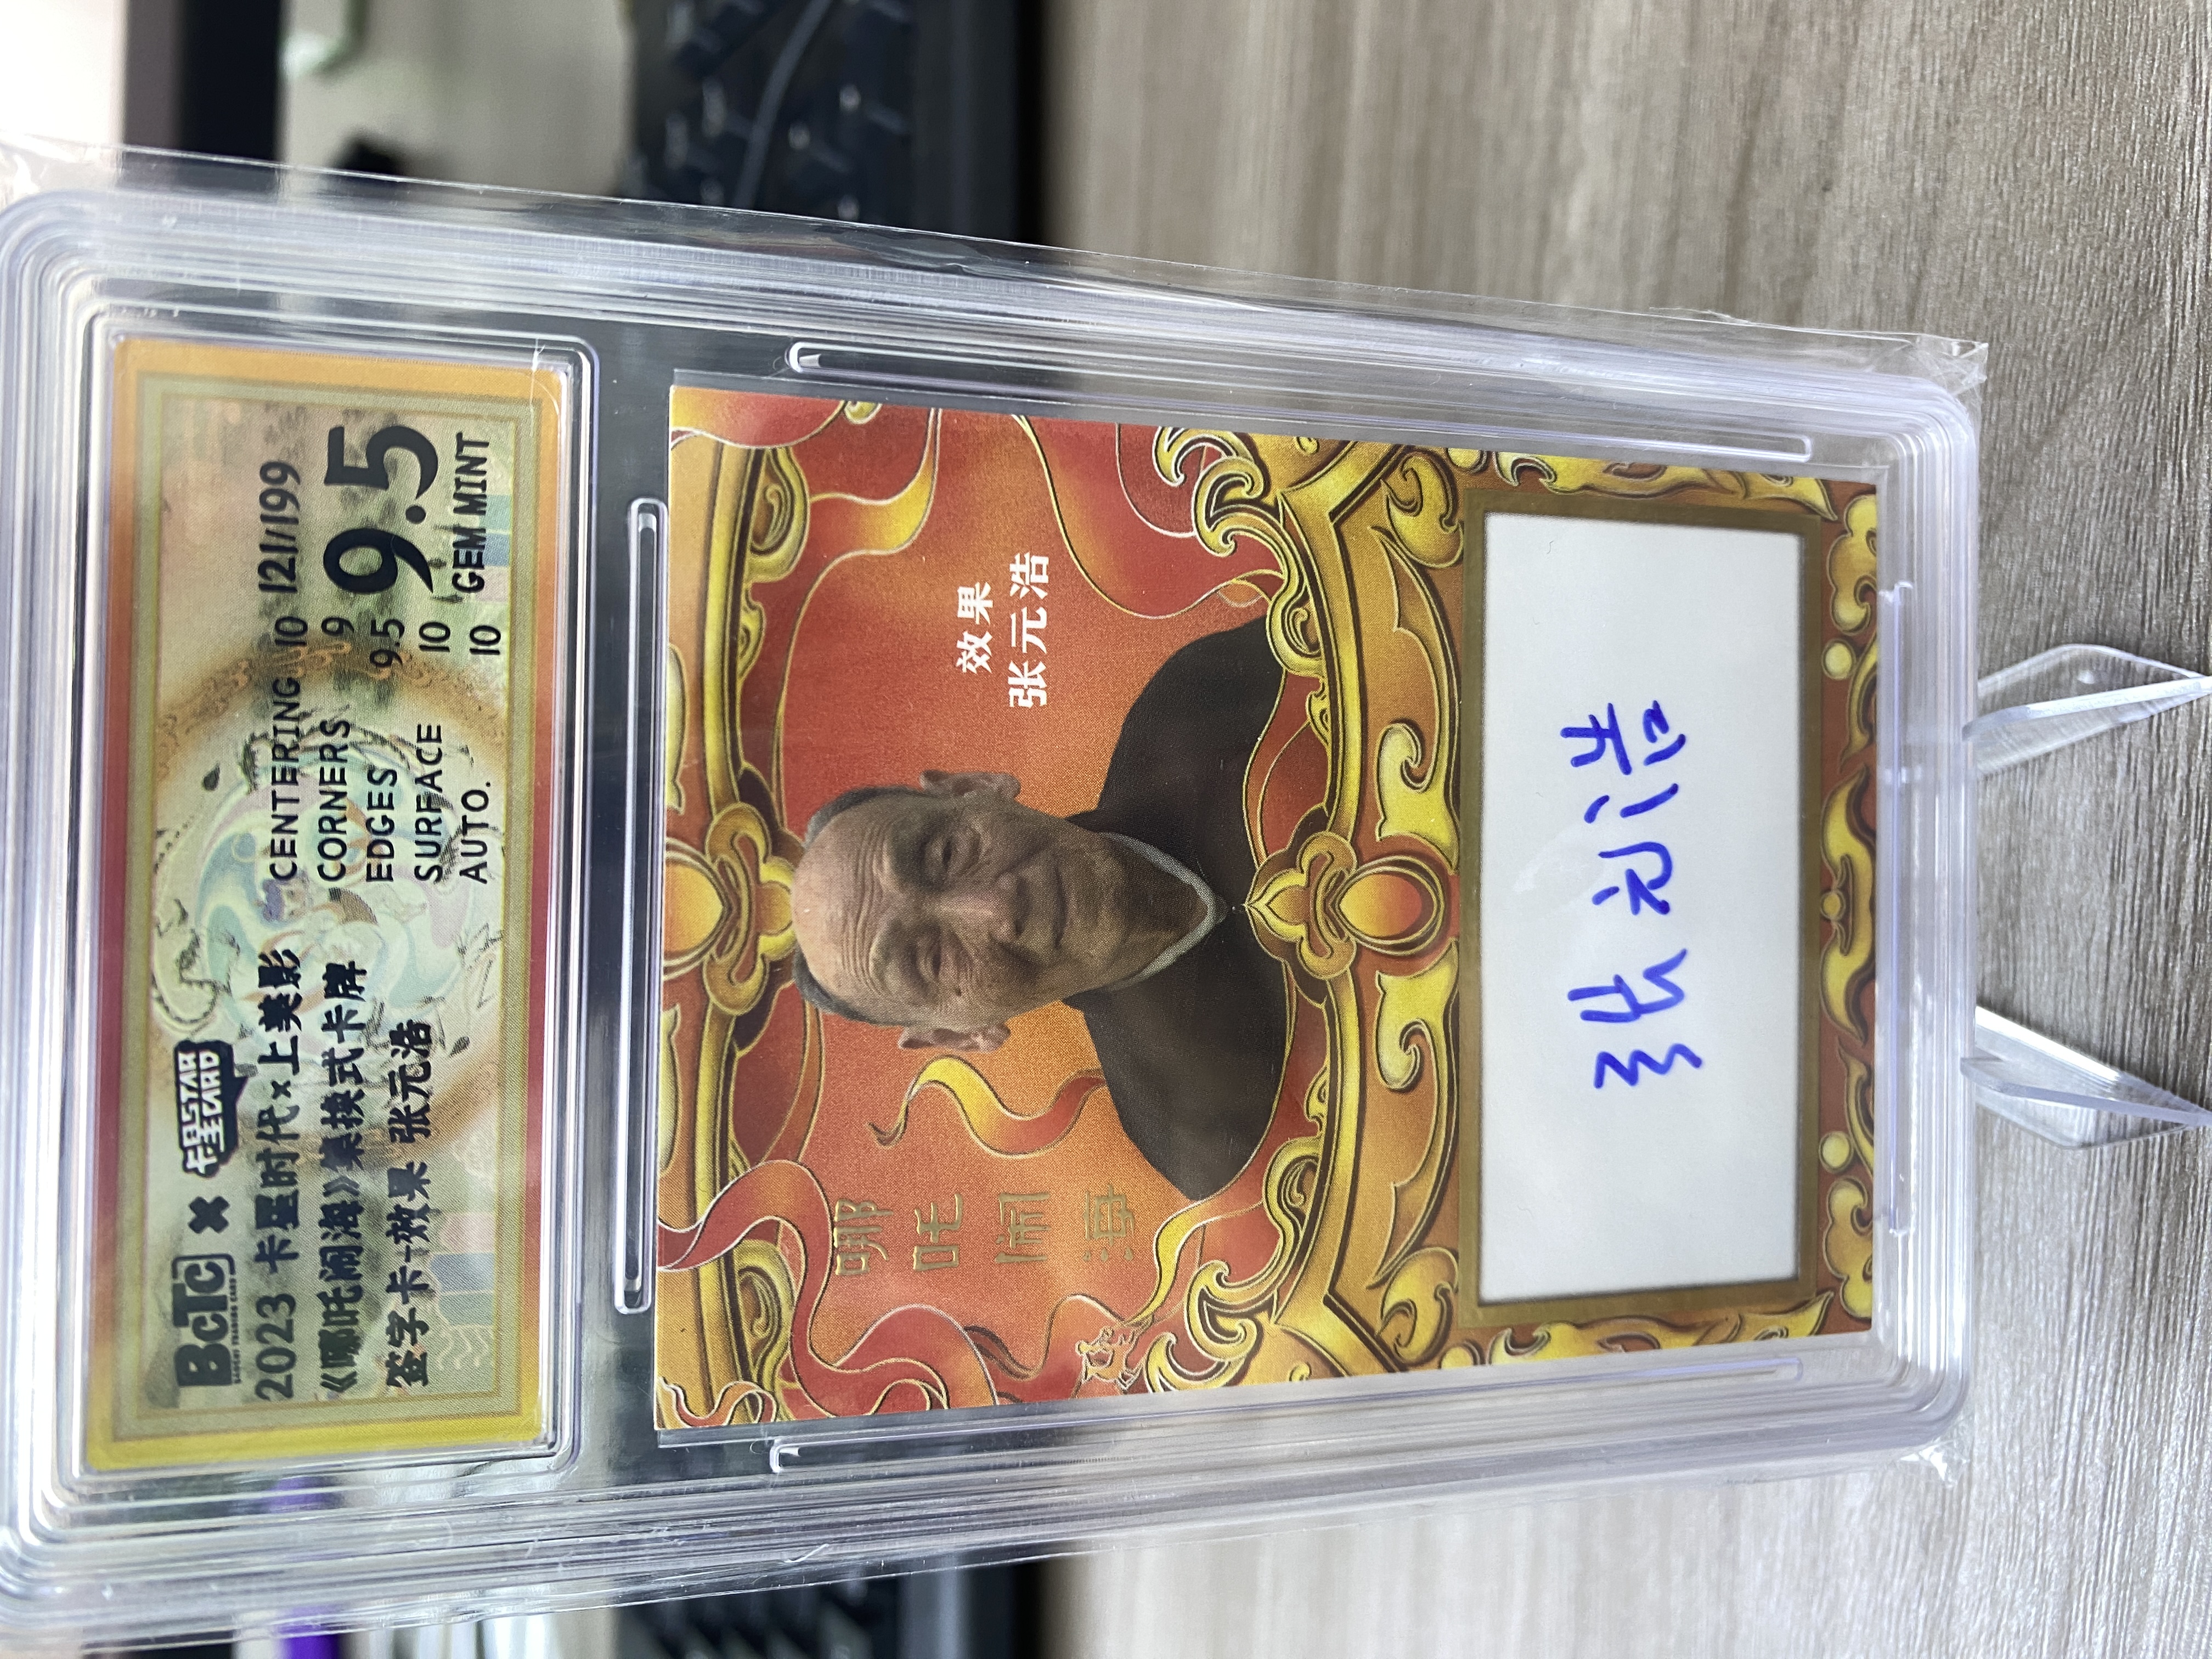 BCTC × 卡星 CARD STAR
2023 卡星时代×上美影
《哪吒闹海》集换式卡牌
签字卡-效果 张元浩
CENTERING 10 121/199
CORNERS 9
EDGES 9.5
SURFACE 10
AUTO. 10
9.5
GEM MINT
哪吒闹海
效果
张元浩